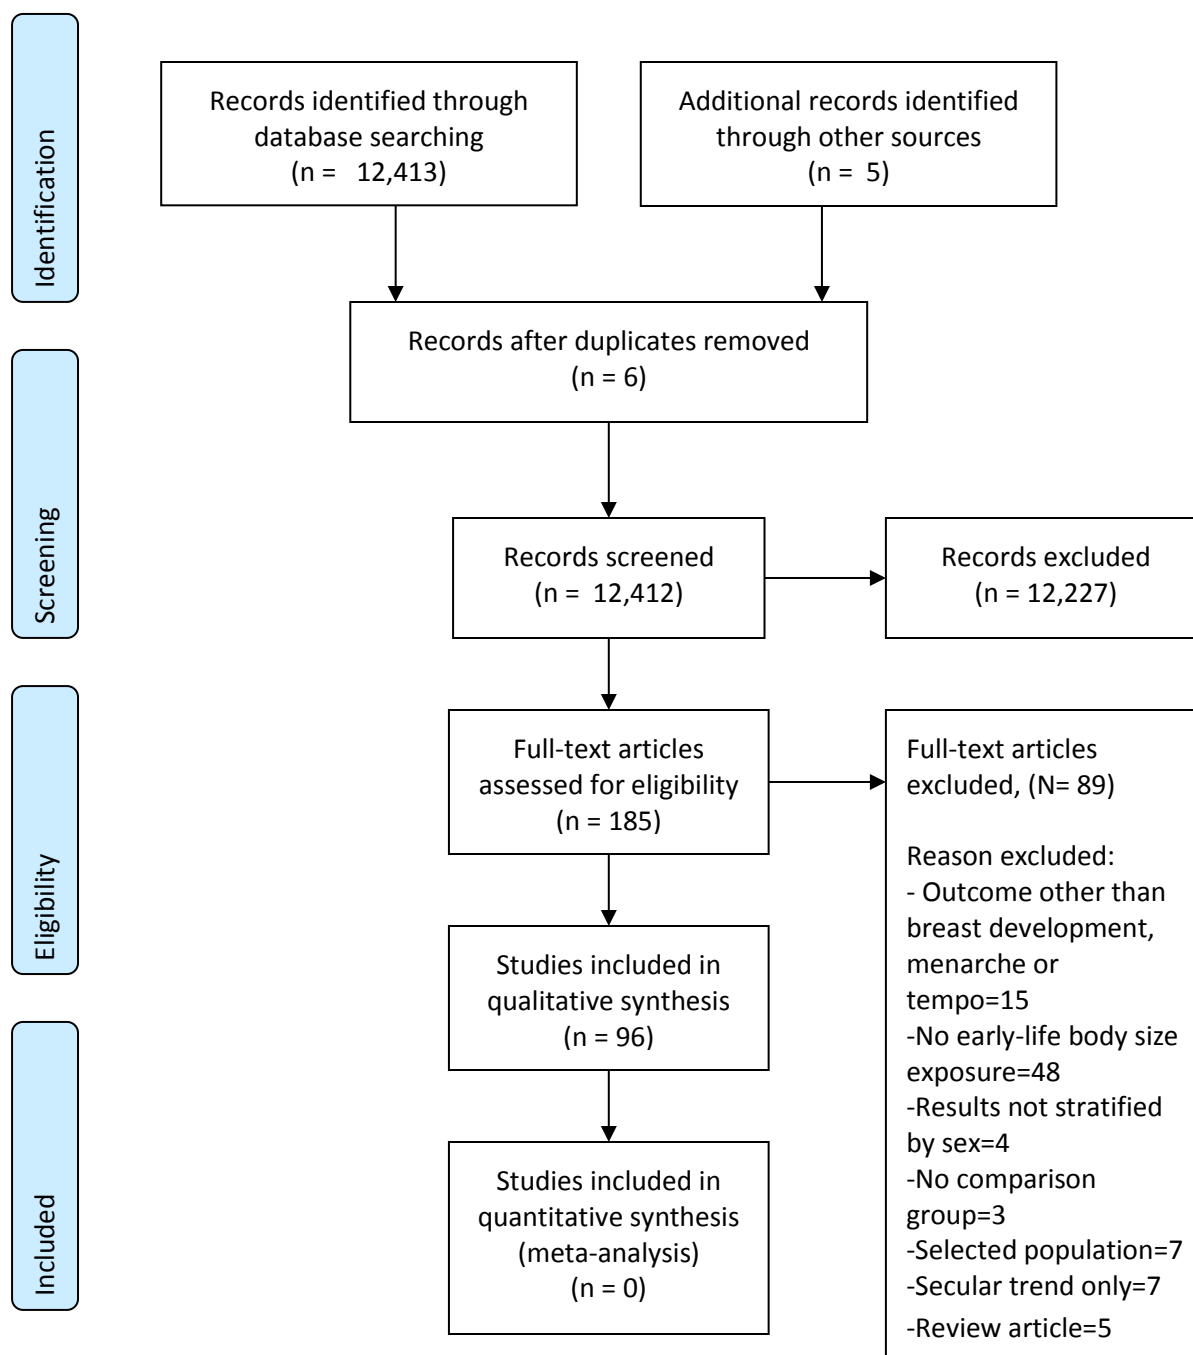 Identification
Records identified through
database searching
(n =   12,413)
Additional records identified
through other sources
(n =  5)
Records after duplicates removed
(n = 6)
Screening
Records screened
(n =  12,412)
Records excluded
(n = 12,227)
Eligibility
Full-text articles
assessed for eligibility
(n = 185)
Full-text articles
excluded, (N= 89)
Reason excluded:
- Outcome other than
breast development,
menarche or
tempo=15
-No early-life body size
exposure=48
-Results not stratified
by sex=4
-No comparison
group=3
-Selected population=7
-Secular trend only=7
-Review article=5
Studies included in
qualitative synthesis
(n = 96)
Included
Studies included in
quantitative synthesis
(meta-analysis)
(n = 0)